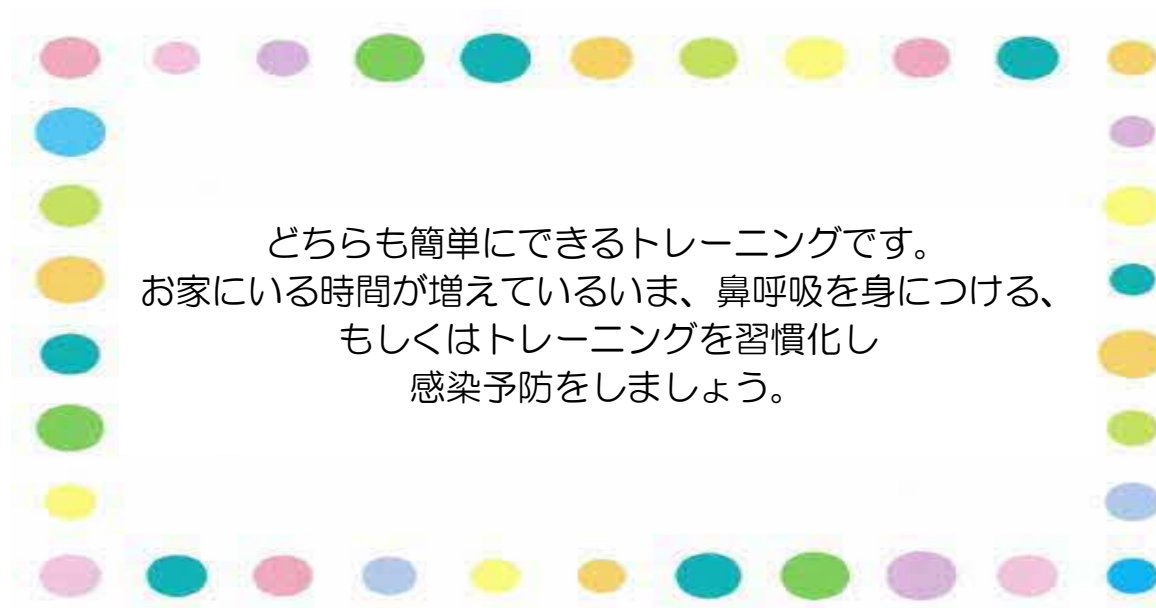 どちらも簡単にできるトレーニングです。
お家にいる時間が増えているいま、鼻呼吸を身につける、
もしくはトレーニングを習慣化し
感染予防をしましょう。